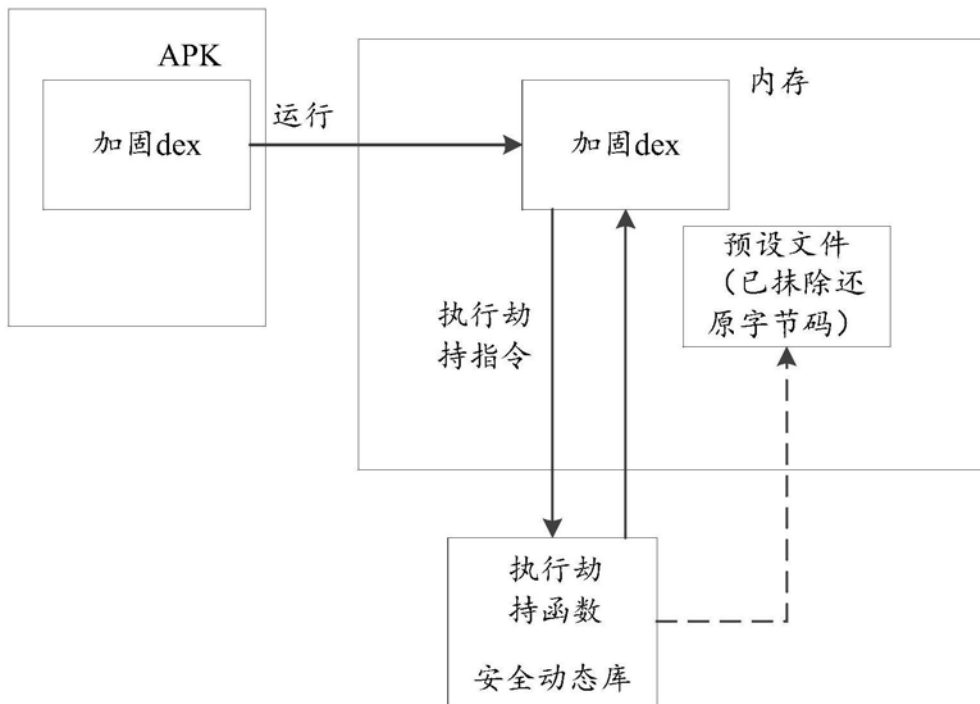 APK
加固dex
运行
内存
加固dex
预设文件
（已抹除还
原字节码）
执行劫
持指令
执行劫
持函数
安全动态库